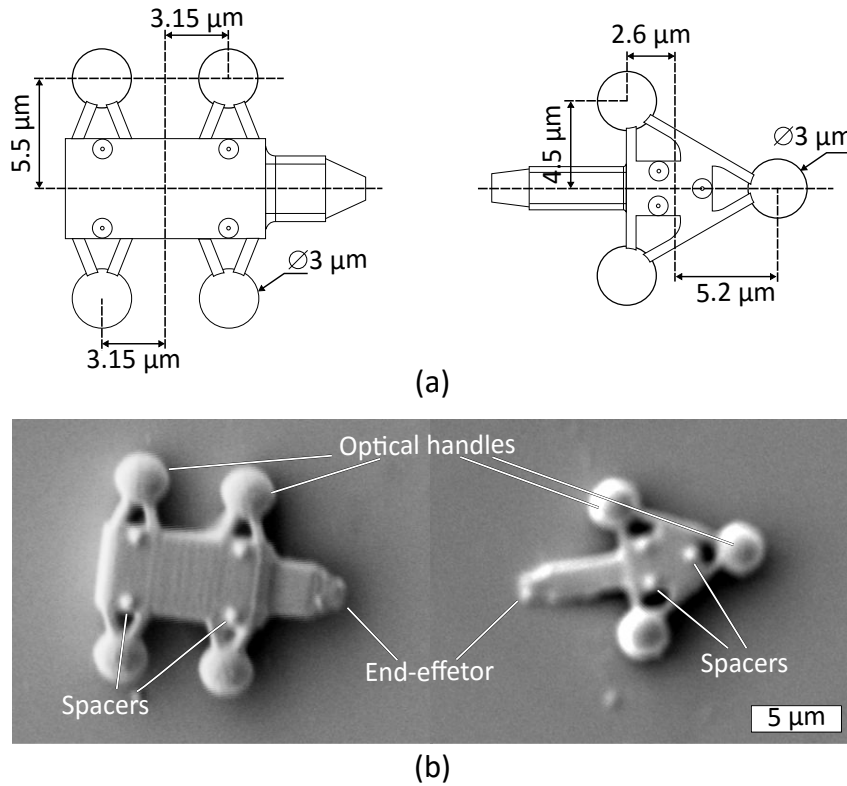 3.15 µm
5.5 µm
⌀3 µm
3.15 µm
2.6 µm
4.5 µm
⌀3 µm
5.2 µm
(a)
Optical handles
End-effetor
Spacers
Spacers
5 µm
(b)